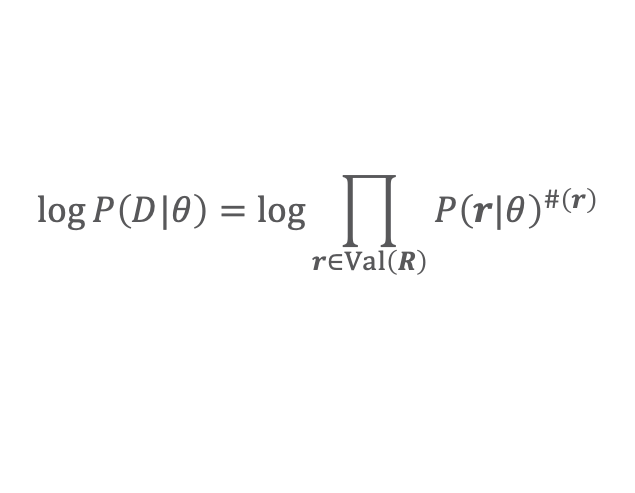 log P(D|θ) = log ∏_{r∈Val(R)} P(r|θ)^{#(r)}